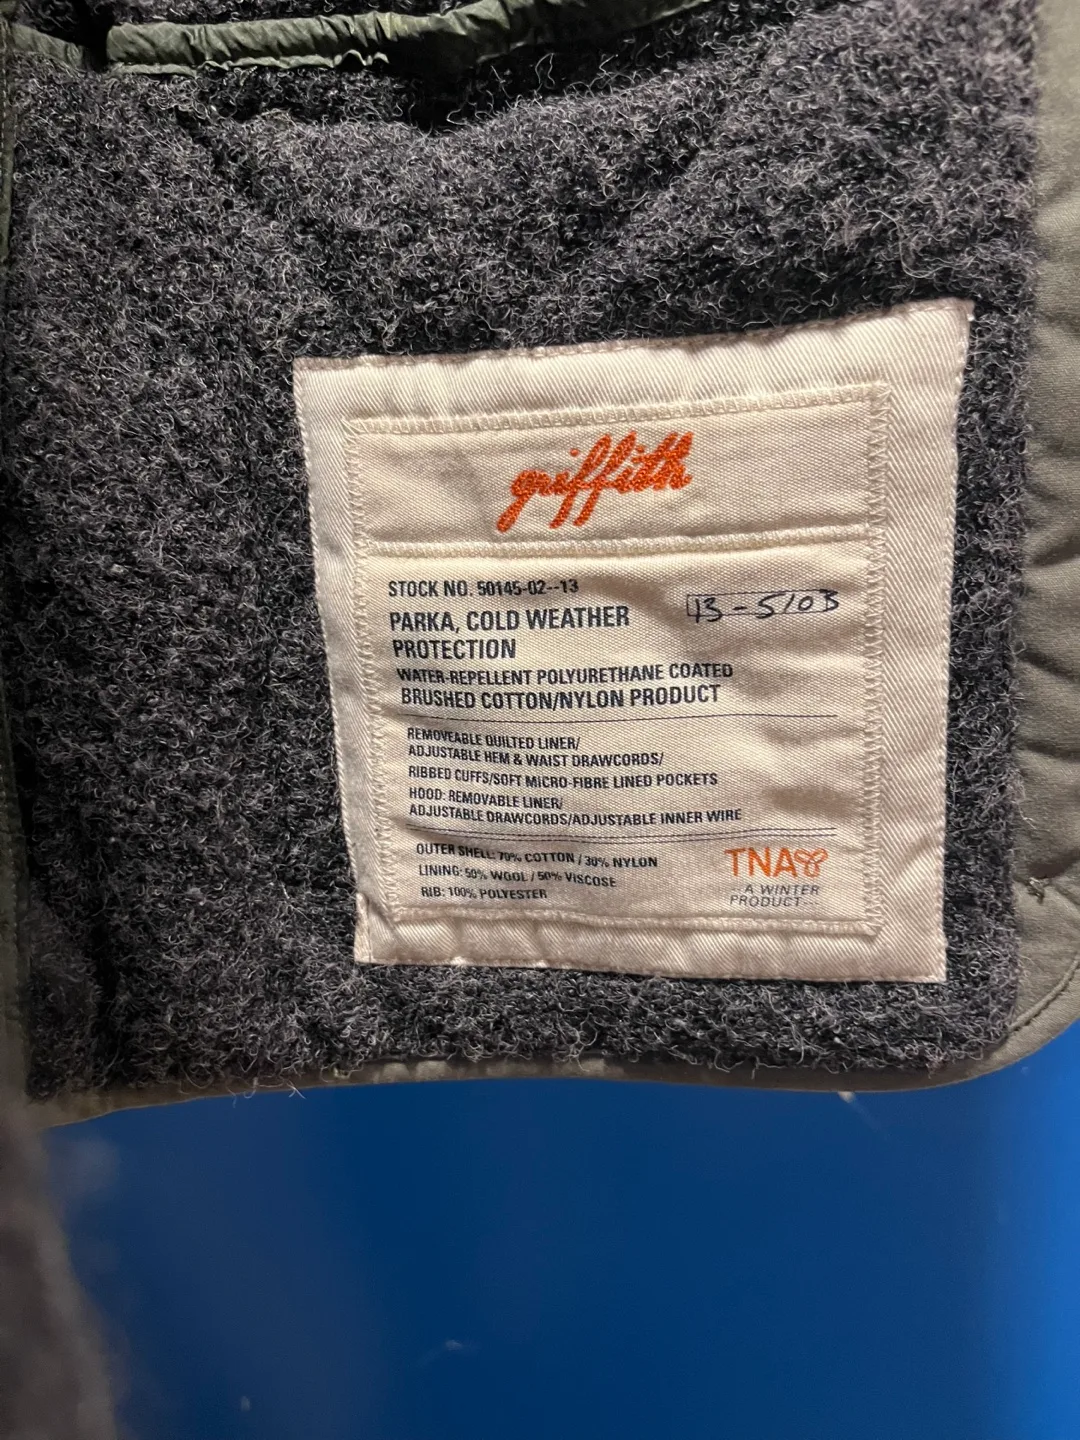 griffith
STOCK NO. 50145-02--13
13-5103
PARKA, COLD WEATHER
PROTECTION
WATER-REPELLENT POLYURETHANE COATED
BRUSHED COTTON/NYLON PRODUCT
REMOVEABLE QUILTED LINER/
ADJUSTABLE HEM & WAIST DRAWCORDS/
RIBBED CUFFS/SOFT MICRO-FIBRE LINED POCKETS
HOOD: REMOVABLE LINER/
ADJUSTABLE DRAWCORDS/ADJUSTABLE INNER WIRE
OUTER SHELL: 70% COTTON / 30% NYLON
LINING: 50% WOOL / 50% VISCOSE
RIB: 100% POLYESTER
TNA
--A WINTER
PRODUCT---